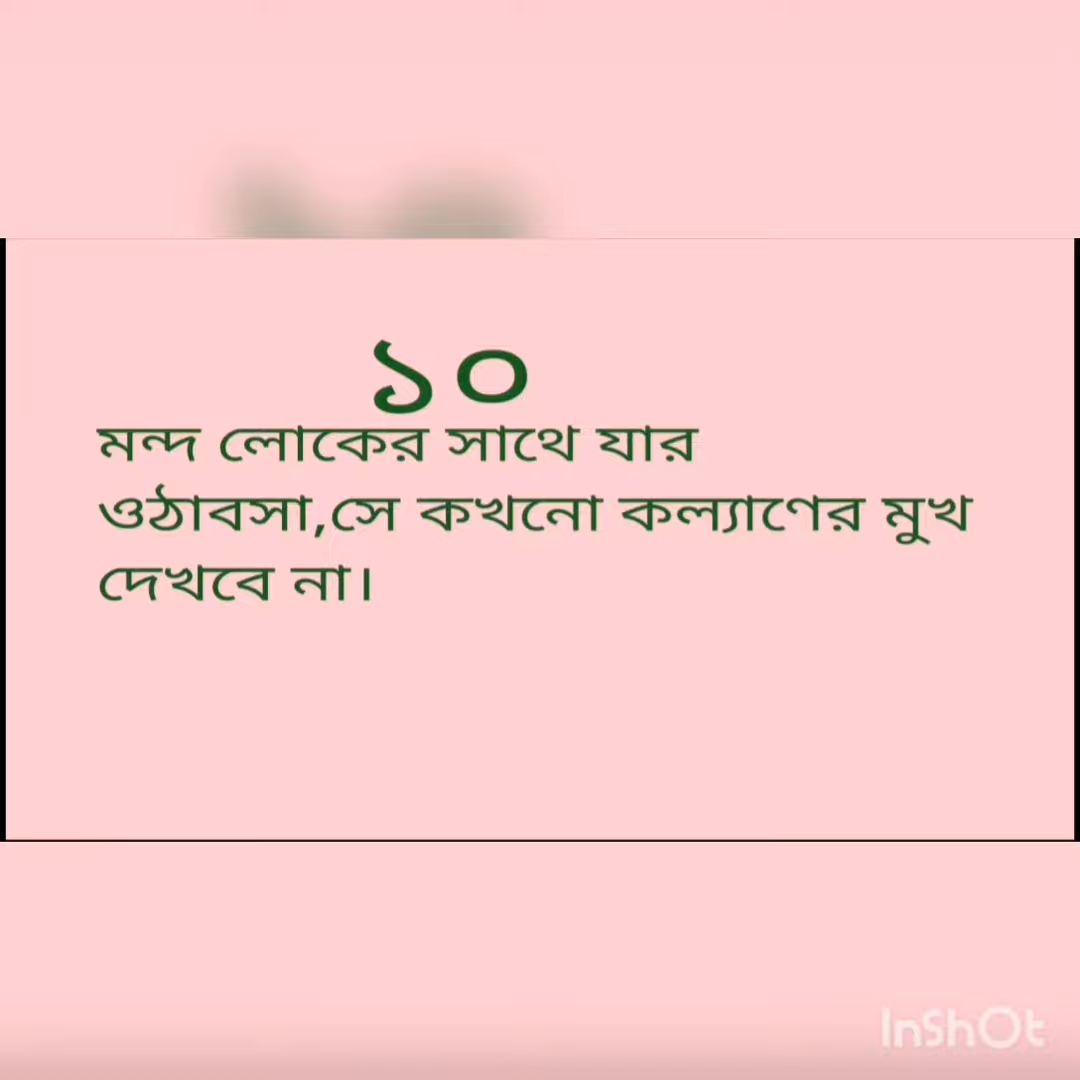 ১০
মন্দ লোকের সাথে যার
ওঠাবসা,সে কখনো কল্যাণের মুখ
দেখবে না।
InShOt